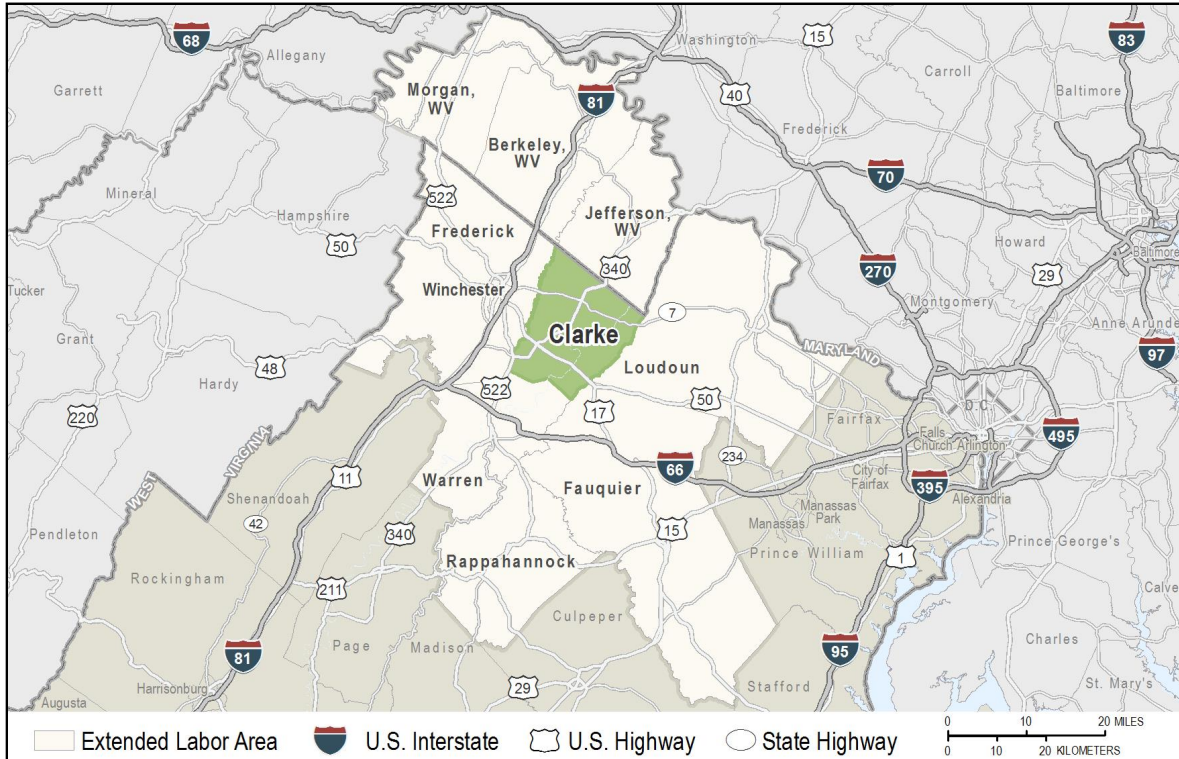 68
Allegany
Washington
15
83
Garrett
Morgan,
WV
81
40
Carroll
Baltimore
Frederick
Berkeley,
WV
70
Mineral
522
Hampshire
Jefferson,
WV
Frederick
50
340
270
Howard
29
Baltimore
Tucker
Winchester
Clarke
7
Montgomery
Anne Arunde
Grant
48
Hardy
522
Loudoun
MARYLAND
97
220
VIRGINIA
WEST
17
50
Fairfax
D.C.
495
Falls
Church
Arlington
234
66
City of
Fairfax
395
Alexandria
11
Shenandoah
Warren
Fauquier
42
340
15
Manassas
Manassas
Park
Prince William
1
Pendleton
Rappahannock
Prince George's
Rockingham
211
Culpeper
Calve
Page
Madison
81
95
Charles
Harrisonburg
29
Stafford
St. Mary's
Augusta
Extended Labor Area
U.S. Interstate
U.S. Highway
State Highway
0 10 20 MILES
0 10 20 KILOMETERS